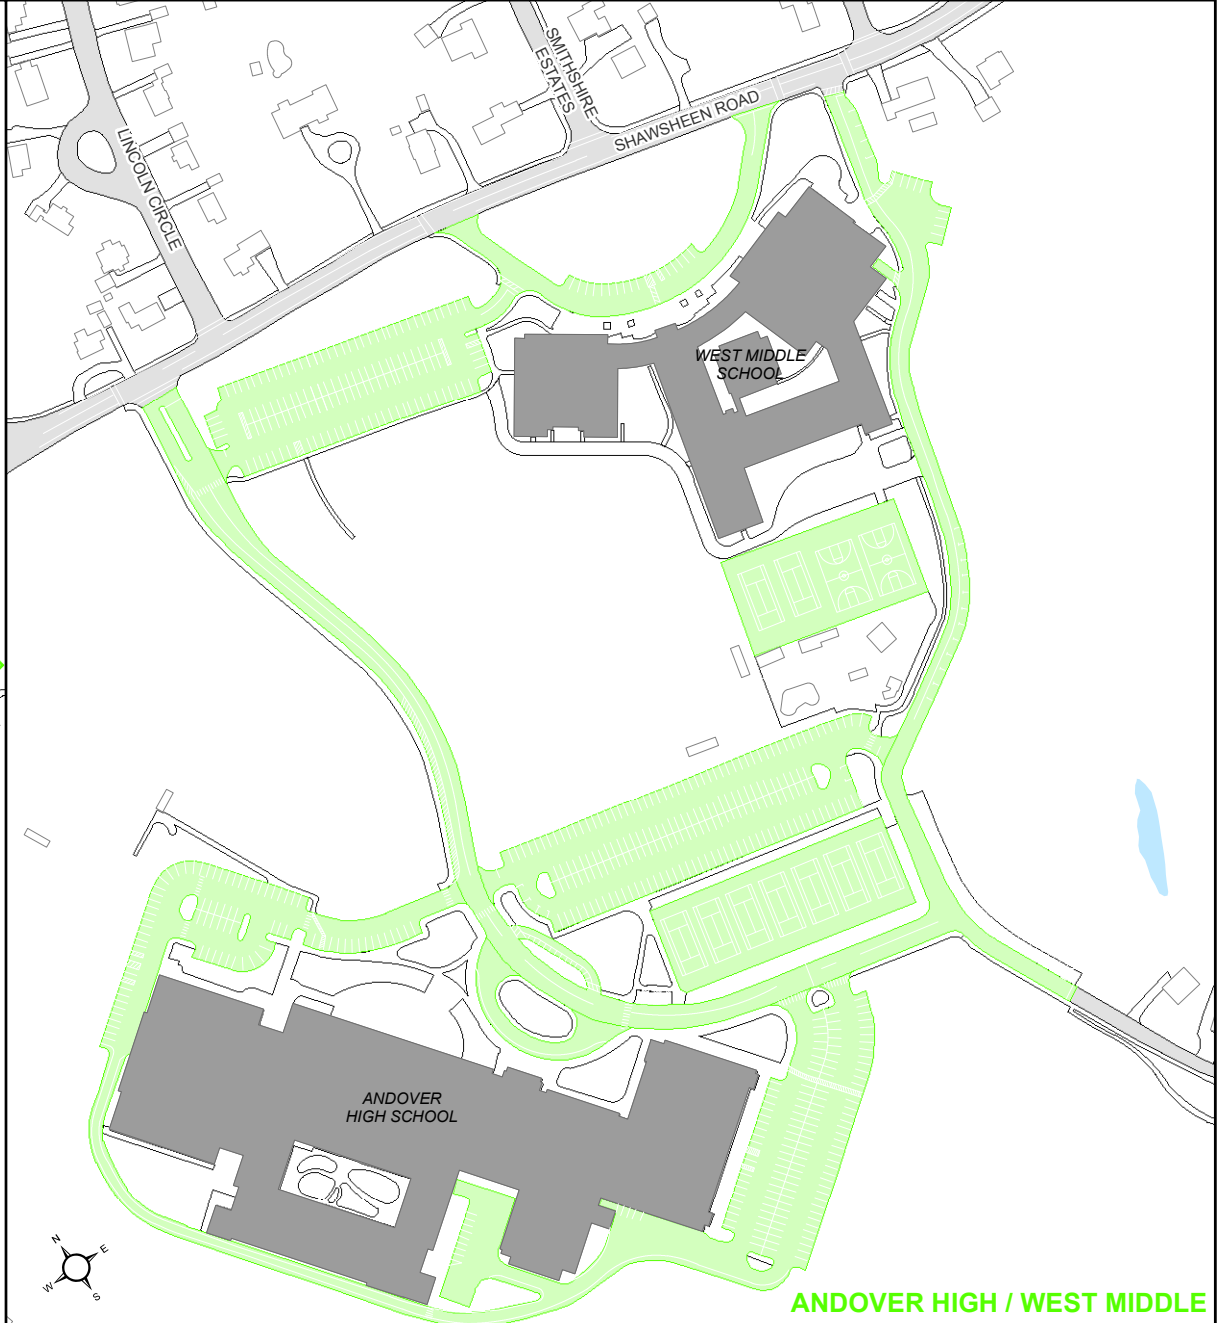 SMITHSHIRE
ESTATES
SHAWSHEEN ROAD
LINCOLN CIRCLE
WEST MIDDLE
SCHOOL
ANDOVER
HIGH SCHOOL
N
E
W
S
ANDOVER HIGH / WEST MIDDLE